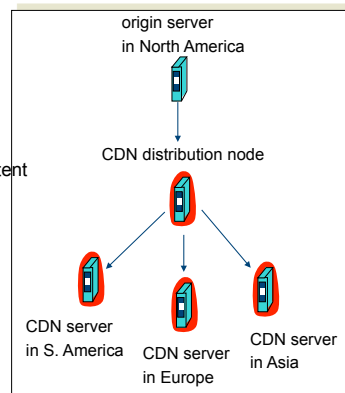 origin server
in North America
tent
CDN distribution node
CDN server
in S. America
CDN server
in Europe
CDN server
in Asia